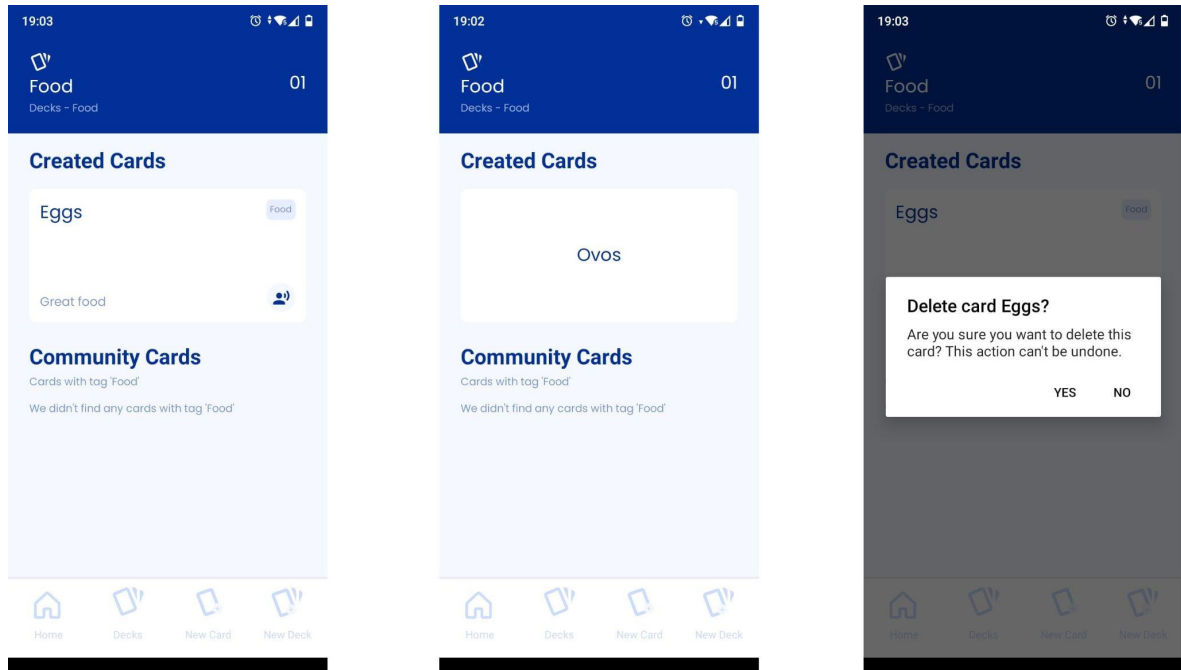 19:03
Food
01
Decks - Food
Created Cards
Eggs
Food
Great food
Community Cards
Cards with tag 'Food'
We didn't find any cards with tag 'Food'
Home Decks New Card New Deck
19:02
Food
01
Decks - Food
Created Cards
Ovos
Community Cards
Cards with tag 'Food'
We didn't find any cards with tag 'Food'
Home Decks New Card New Deck
19:03
Food
01
Decks - Food
Created Cards
Eggs
Food
Delete card Eggs?
Are you sure you want to delete this
card? This action can't be undone.
YES NO
Home Decks New Card New Deck